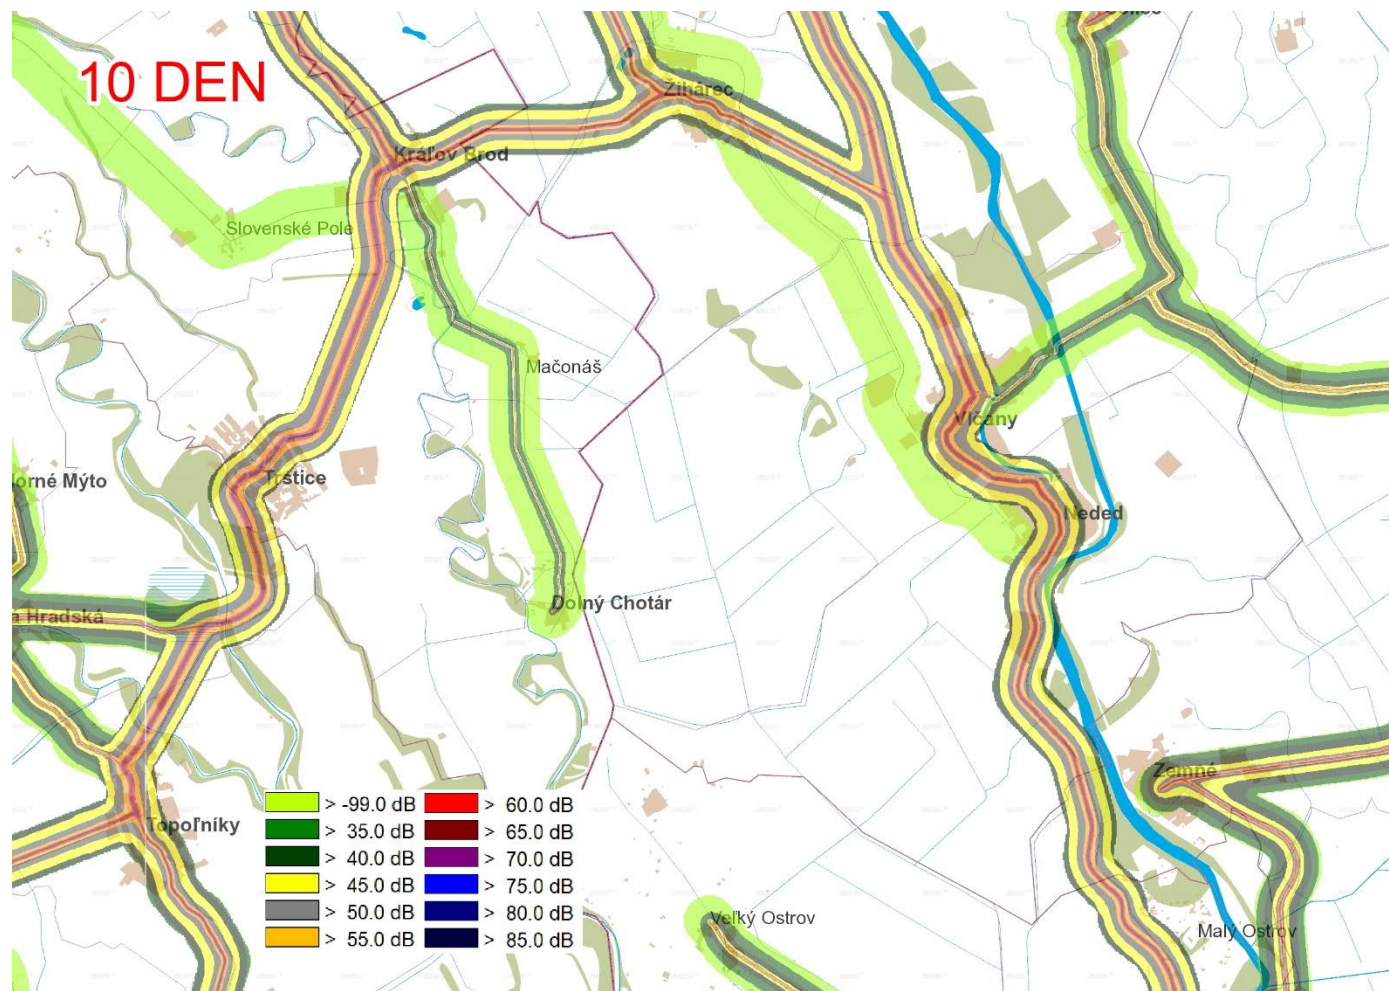 10 DEN
Žihárec
Kráľov Brod
Slovenské Pole
Mačonáš
Vlčany
Trstice
orné Mýto
Neded
Dolný Chotár
á Hradská
Zemné
Topoľníky
> -99.0 dB
> 35.0 dB
> 40.0 dB
> 45.0 dB
> 50.0 dB
> 55.0 dB
> 60.0 dB
> 65.0 dB
> 70.0 dB
> 75.0 dB
> 80.0 dB
> 85.0 dB
Veľký Ostrov
Malý Ostrov